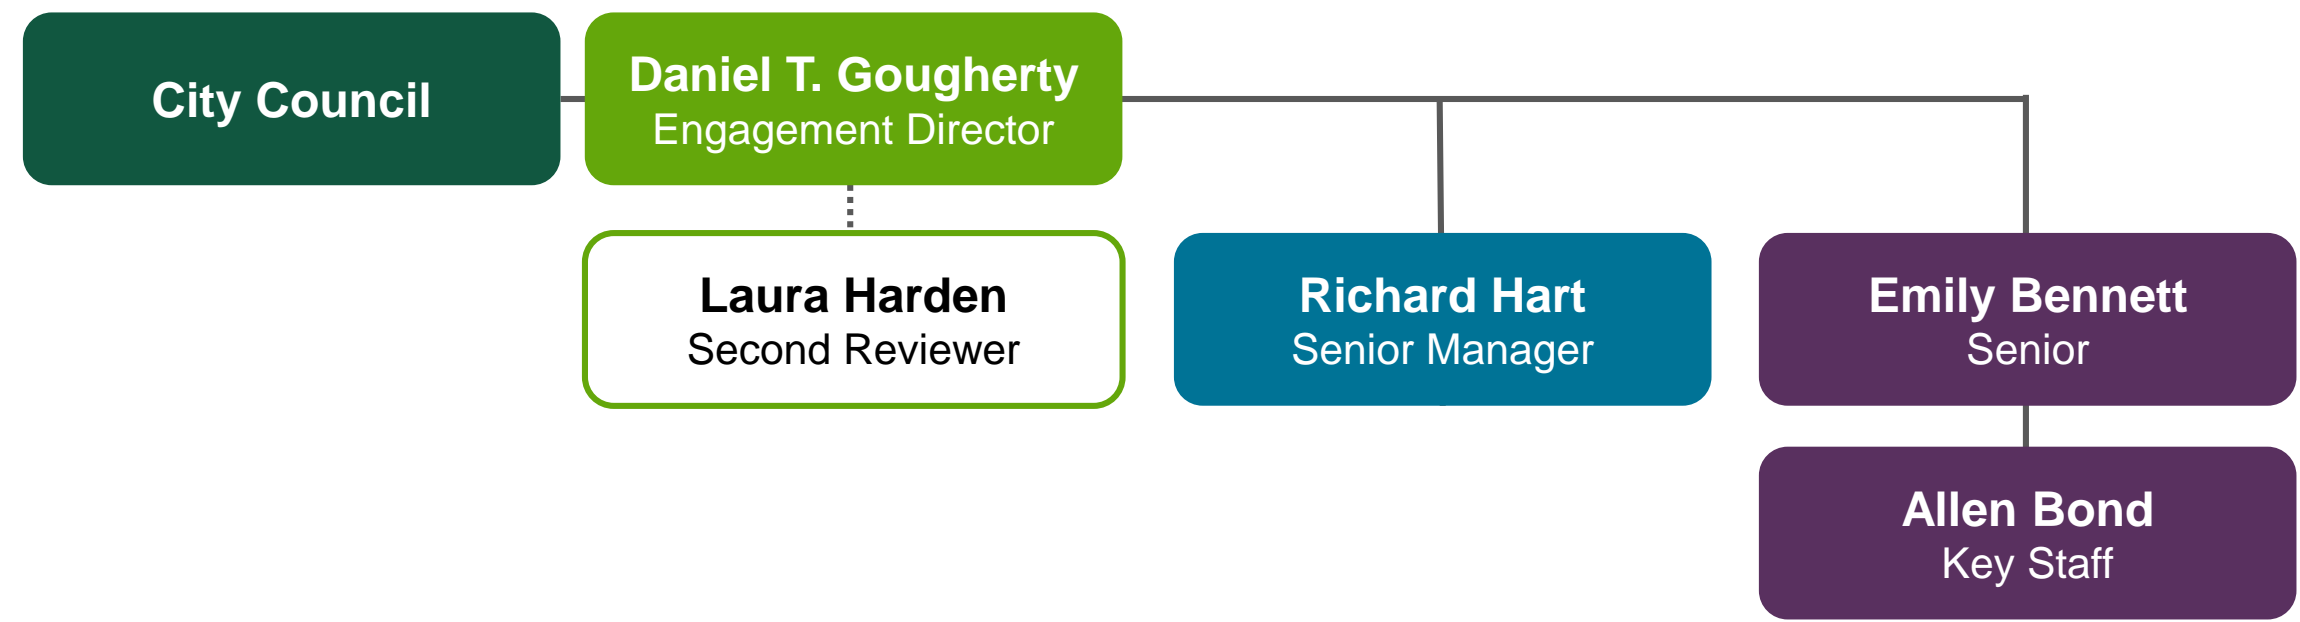 City Council
Daniel T. Gougherty
Engagement Director
Laura Harden
Second Reviewer
Richard Hart
Senior Manager
Emily Bennett
Senior
Allen Bond
Key Staff